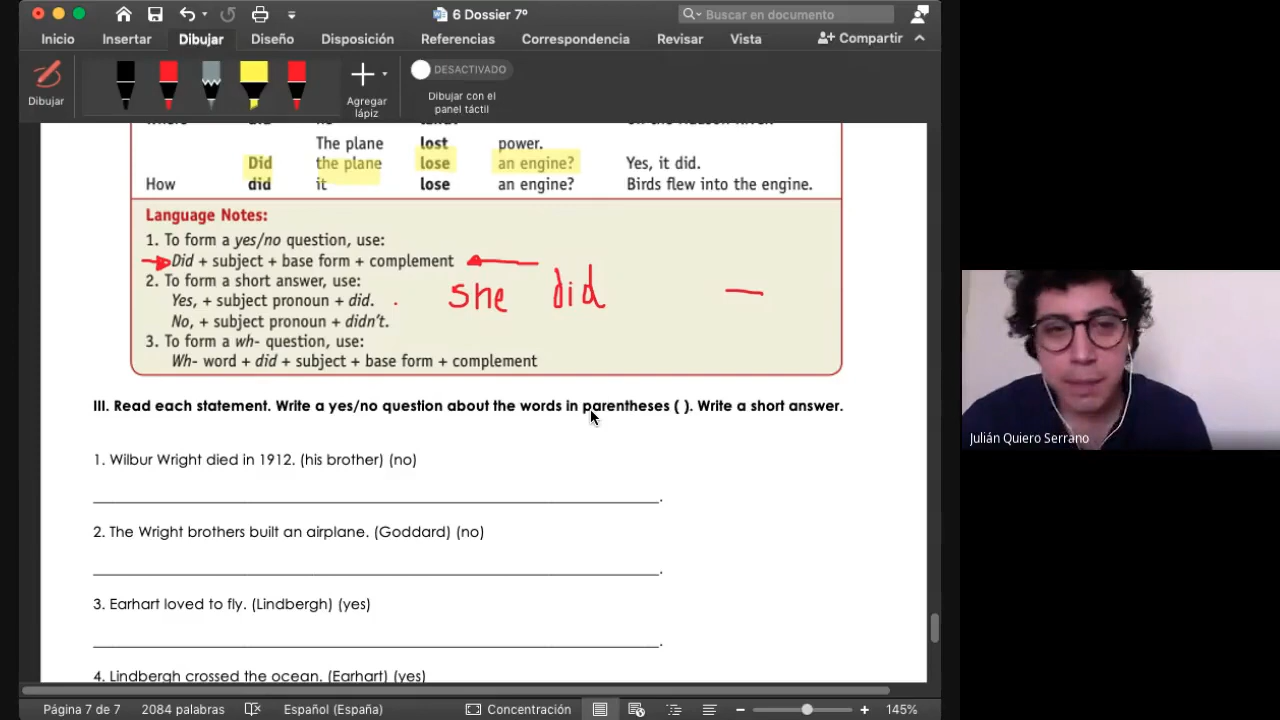 6 Dossier 7º
Buscar en documento
Inicio Insertar Dibujar Diseño Disposición Referencias Correspondencia Revisar Vista Compartir
DESACTIVADO
Dibujar
Agregar lápiz
Dibujar con el panel táctil
The plane lost power.
Did the plane lose an engine? Yes, it did.
How did it lose an engine? Birds flew into the engine.
Language Notes:
1. To form a yes/no question, use:
Did + subject + base form + complement
2. To form a short answer, use:
Yes, + subject pronoun + did.
she did
No, + subject pronoun + didn't.
3. To form a wh- question, use:
Wh- word + did + subject + base form + complement
III. Read each statement. Write a yes/no question about the words in parentheses ( ). Write a short answer.
1. Wilbur Wright died in 1912. (his brother) (no)
2. The Wright brothers built an airplane. (Goddard) (no)
3. Earhart loved to fly. (Lindbergh) (yes)
4. Lindbergh crossed the ocean. (Earhart) (yes)
Julián Quiero Serrano
Página 7 de 7 2084 palabras Español (España) Concentración 145%